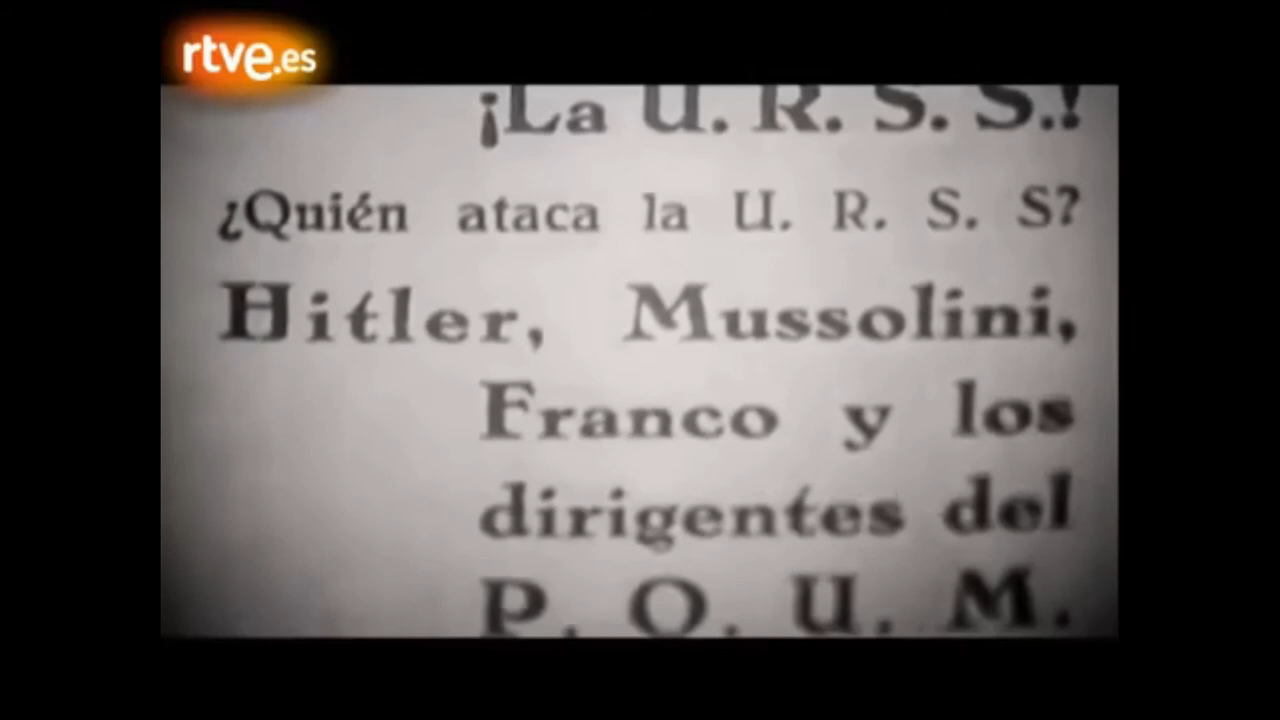 rtve.es
¡La U. R. S. S.!
¿Quién ataca la U. R. S. S?
Hitler, Mussolini,
Franco y los
dirigentes del
P. O. U. M.